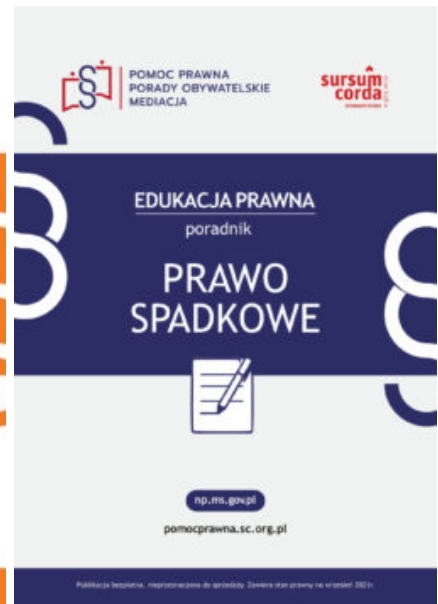 POMOC PRAWNA
PORADY OBYWATELSKIE
MEDIACJA
sursum
corda
EDUKACJA PRAWNA
poradnik
PRAWO
SPADKOWE
np.ms.gov.pl
pomocprawna.sc.org.pl
Publikacja bezpłatna, nieprzeznaczona do sprzedaży. Zawiera stan prawny na wrzesień 2021r.